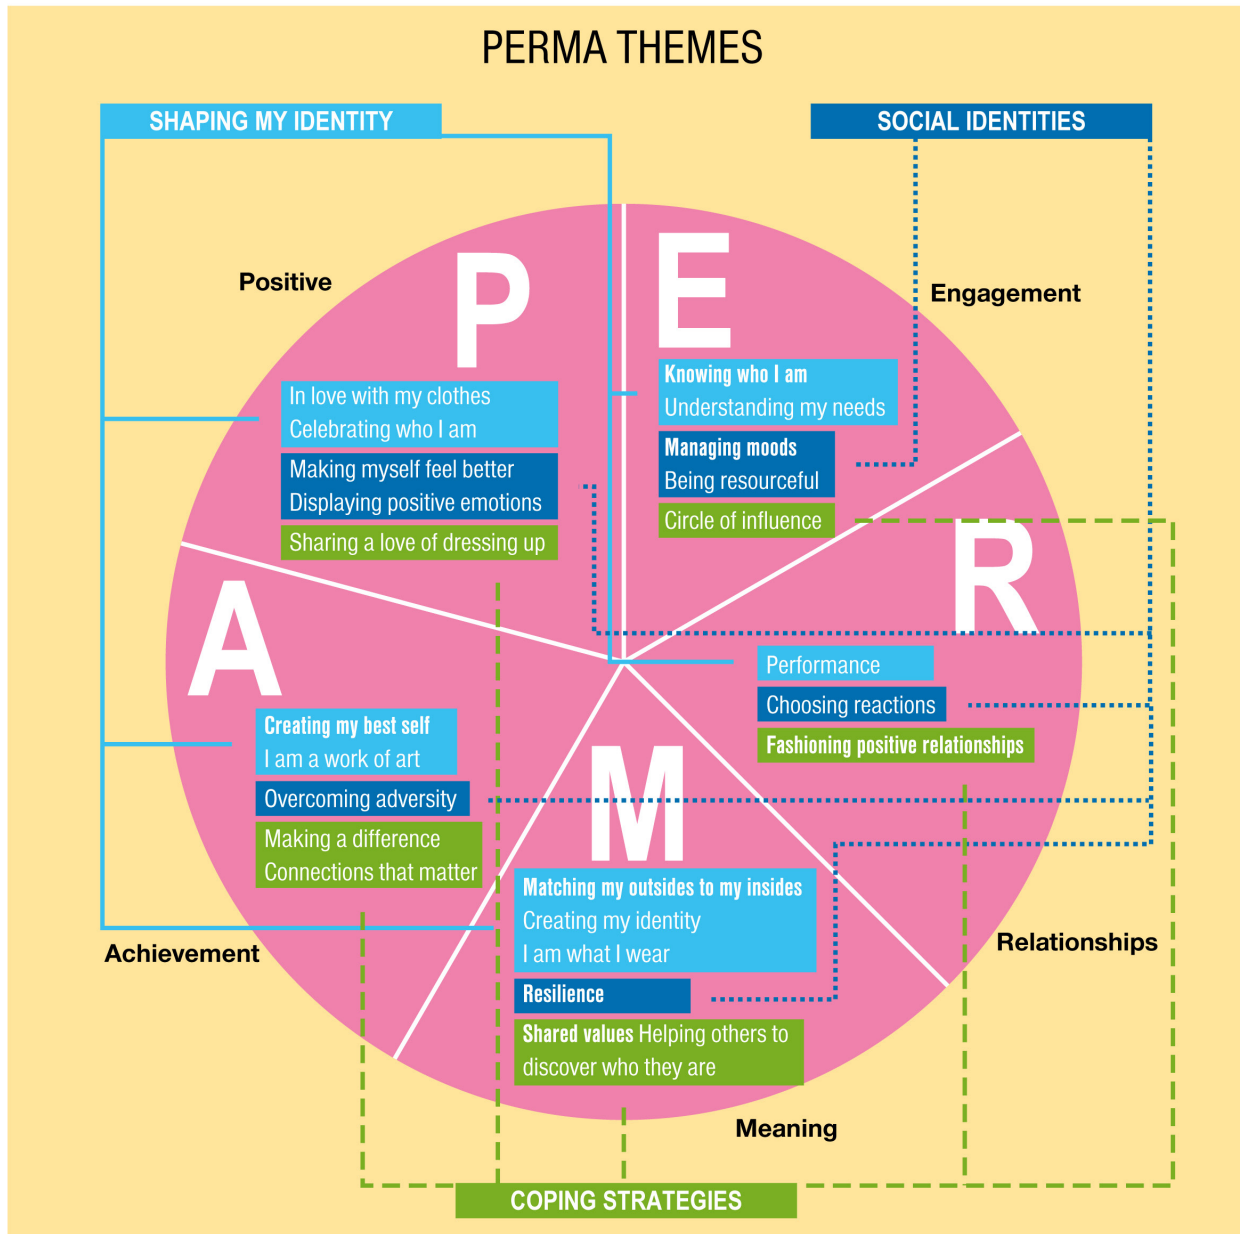 PERMA THEMES
SHAPING MY IDENTITY
SOCIAL IDENTITIES
Positive
P
In love with my clothes
Celebrating who I am
Making myself feel better
Displaying positive emotions
Sharing a love of dressing up
E
Engagement
Knowing who I am
Understanding my needs
Managing moods
Being resourceful
Circle of influence
R
Performance
Choosing reactions
Fashioning positive relationships
Relationships
A
Creating my best self
I am a work of art
Overcoming adversity
Making a difference
Connections that matter
Achievement
M
Matching my outsides to my insides
Creating my identity
I am what I wear
Resilience
Shared values Helping others to
discover who they are
Meaning
COPING STRATEGIES